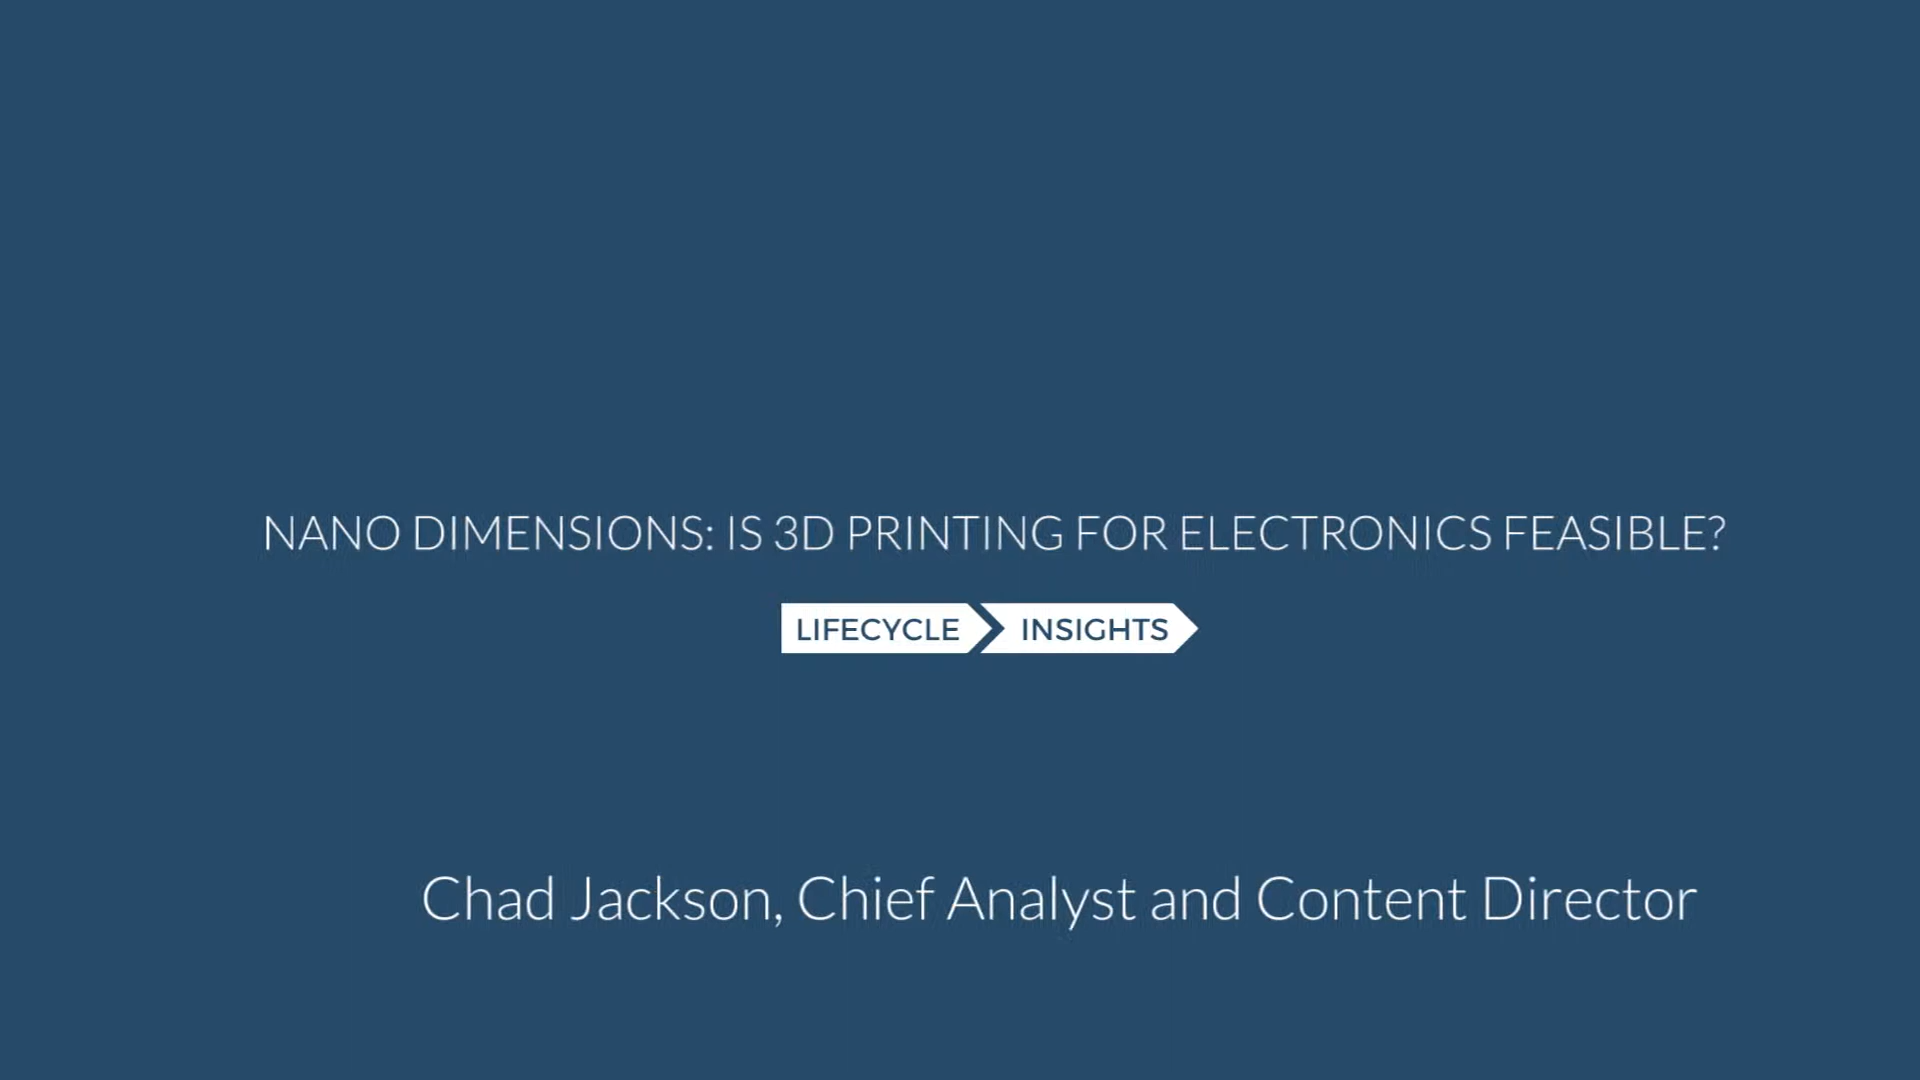 NANO DIMENSIONS: IS 3D PRINTING FOR ELECTRONICS FEASIBLE?
LIFECYCLE INSIGHTS
Chad Jackson, Chief Analyst and Content Director